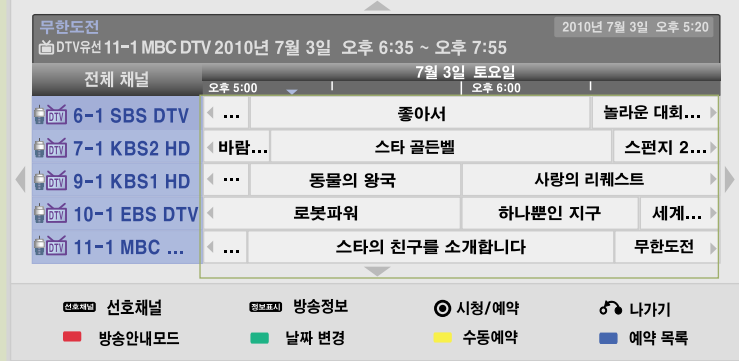 무한도전
2010년 7월 3일 오후 5:20
DTV유선 11-1 MBC DTV 2010년 7월 3일 오후 6:35 ~ 오후 7:55
전체 채널
7월 3일 토요일
오후 5:00 오후 6:00
DTV 6-1 SBS DTV ... 좋아서 놀라운 대회...
DTV 7-1 KBS2 HD 바람... 스타 골든벨 스펀지 2...
DTV 9-1 KBS1 HD ... 동물의 왕국 사랑의 리퀘스트
DTV 10-1 EBS DTV 로봇파워 하나뿐인 지구 세계...
DTV 11-1 MBC ... ... 스타의 친구를 소개합니다 무한도전
선호채널 선호채널 정보표시 방송정보 시청/예약 나가기
방송안내모드 날짜 변경 수동예약 예약 목록